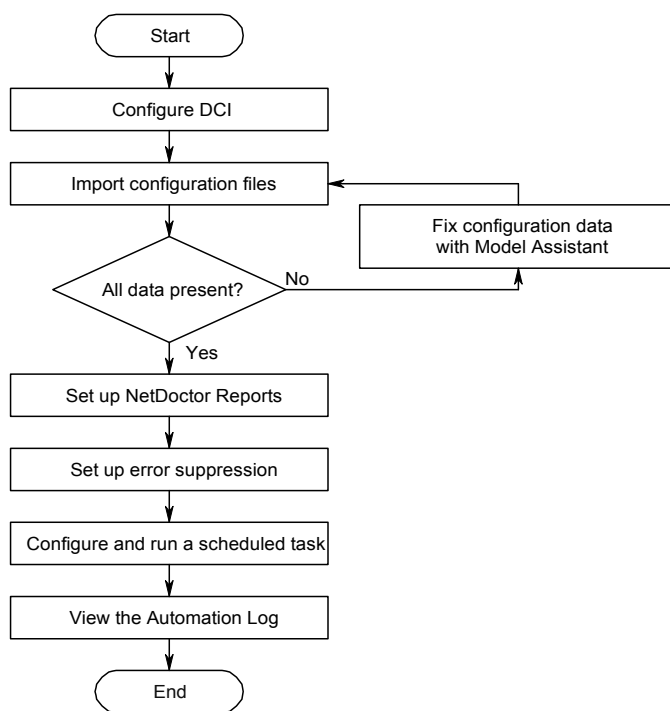 Start
Configure DCI
Import configuration files
Fix configuration data
with Model Assistant
All data present?
No
Yes
Set up NetDoctor Reports
Set up error suppression
Configure and run a scheduled task
View the Automation Log
End